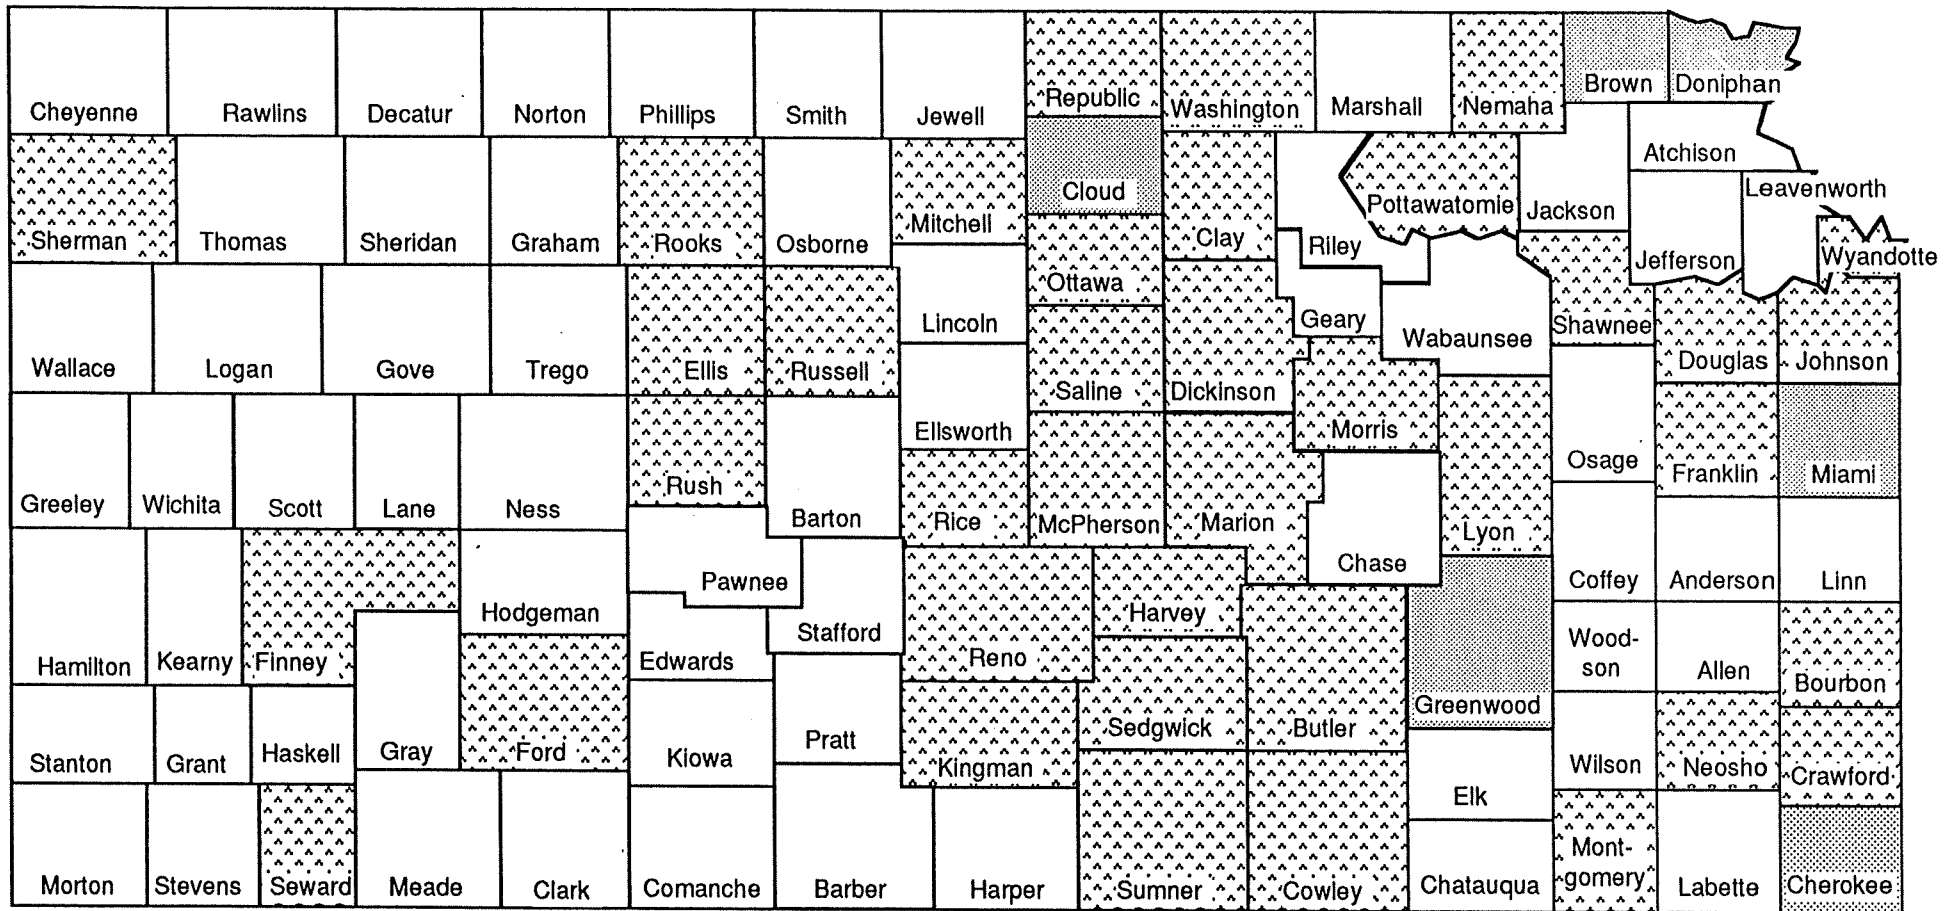 Cheyenne
Rawlins
Decatur
Norton
Phillips
Smith
Jewell
Republic
Washington
Marshall
Nemaha
Brown
Doniphan
Sherman
Thomas
Sheridan
Graham
Rooks
Osborne
Mitchell
Cloud
Clay
Riley
Pottawatomie
Jackson
Atchison
Leavenworth
Jefferson
Wyandotte
Wallace
Logan
Gove
Trego
Ellis
Russell
Lincoln
Ottawa
Saline
Dickinson
Geary
Wabaunsee
Shawnee
Douglas
Johnson
Greeley
Wichita
Scott
Lane
Ness
Rush
Barton
Ellsworth
Rice
McPherson
Marion
Morris
Chase
Lyon
Osage
Franklin
Miami
Hamilton
Kearny
Finney
Hodgeman
Pawnee
Edwards
Stafford
Reno
Harvey
Coffey
Anderson
Linn
Stanton
Grant
Haskell
Gray
Ford
Kiowa
Pratt
Kingman
Sedgwick
Butler
Greenwood
Wood-
son
Allen
Bourbon
Wilson
Neosho
Crawford
Morton
Stevens
Seward
Meade
Clark
Comanche
Barber
Harper
Sumner
Cowley
Elk
Chatauqua
Mont-
gomery
Labette
Cherokee